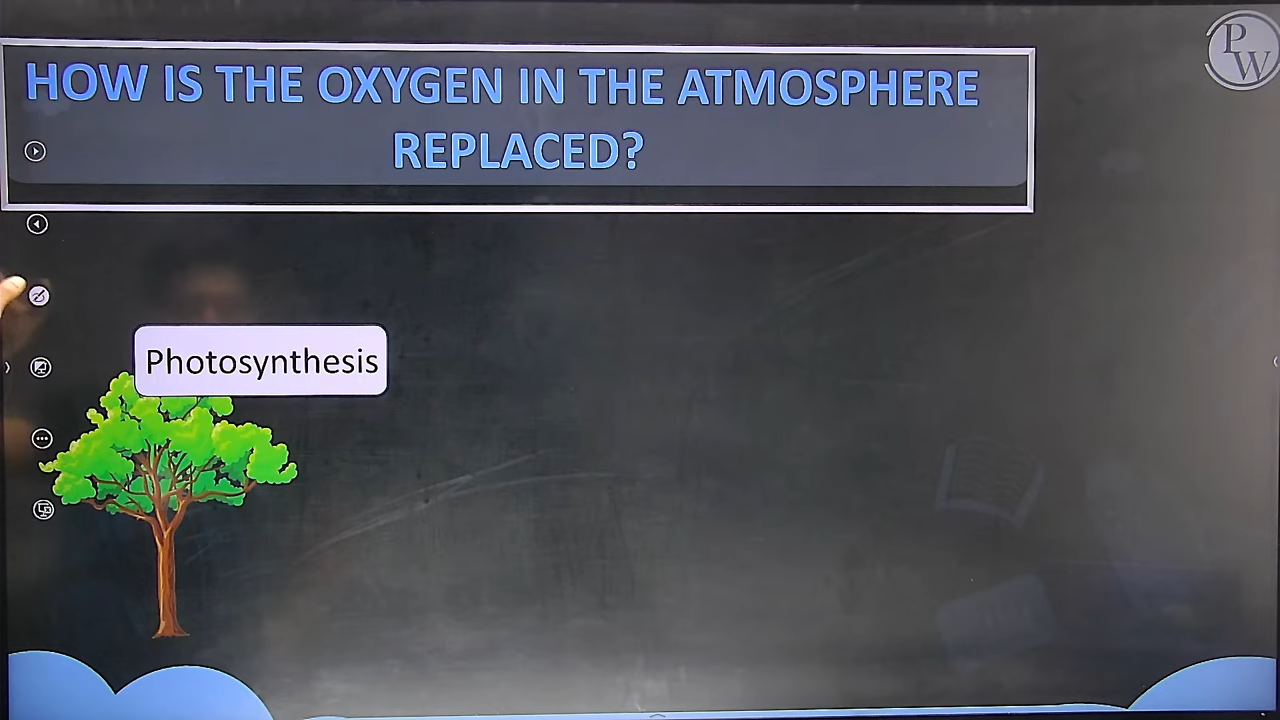 HOW IS THE OXYGEN IN THE ATMOSPHERE
REPLACED?
PW
Photosynthesis